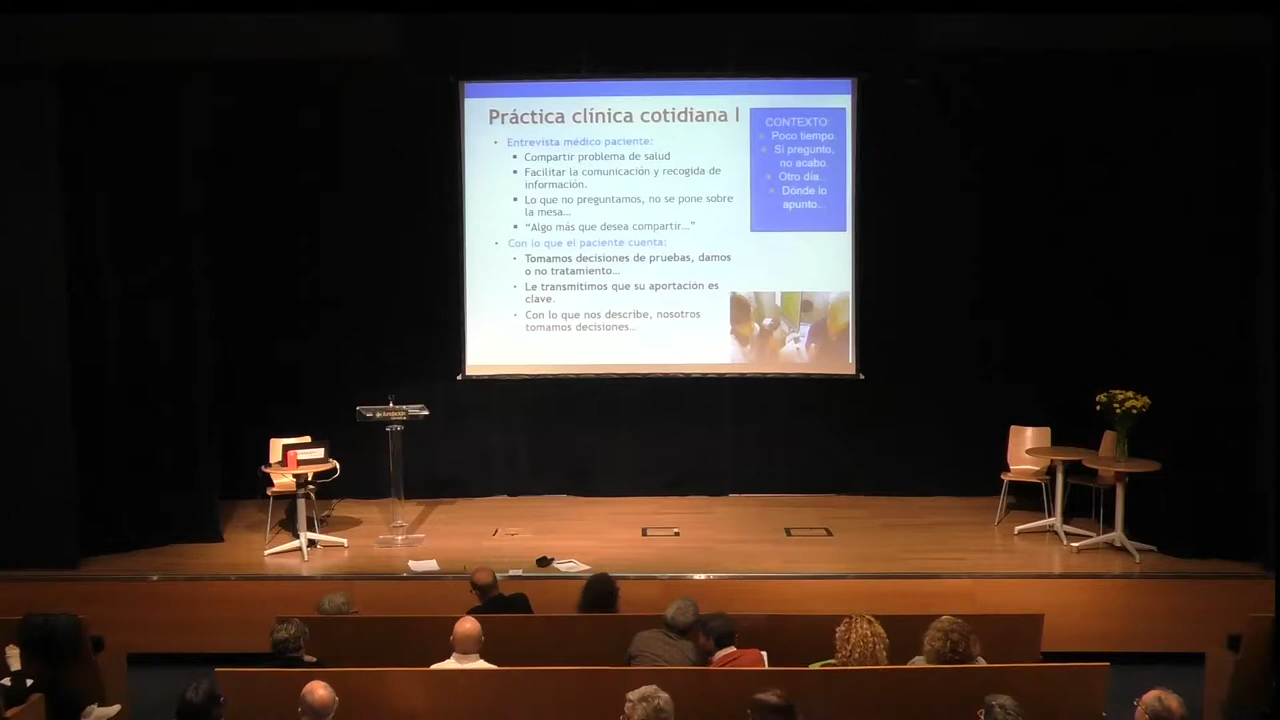 Práctica clínica cotidiana I
Entrevista médico paciente:
Compartir problema de salud
Facilitar la comunicación y recogida de
información.
Lo que no preguntamos, no se pone sobre
la mesa...
"Algo más que desea compartir..."
Con lo que el paciente cuenta:
Tomamos decisiones de pruebas, damos
o no tratamiento...
Le transmitimos que su aportación es
clave.
Con lo que nos describe, nosotros
tomamos decisiones...
CONTEXTO:
Poco tiempo.
Si pregunto,
no acabo.
Otro día...
Dónde lo
apunto...
fundación